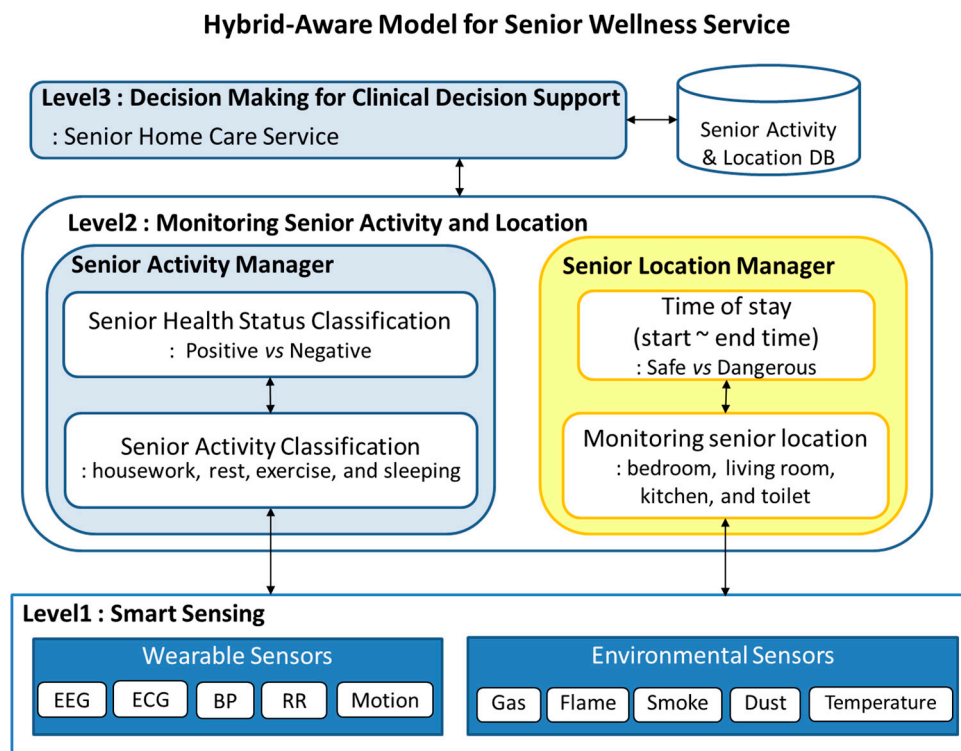 Hybrid-Aware Model for Senior Wellness Service
Level3 : Decision Making for Clinical Decision Support
: Senior Home Care Service
Senior Activity
& Location DB
Level2 : Monitoring Senior Activity and Location
Senior Activity Manager
Senior Health Status Classification
: Positive vs Negative
Senior Activity Classification
: housework, rest, exercise, and sleeping
Senior Location Manager
Time of stay
(start ~ end time)
: Safe vs Dangerous
Monitoring senior location
: bedroom, living room,
kitchen, and toilet
Level1 : Smart Sensing
Wearable Sensors
EEG
ECG
BP
RR
Motion
Environmental Sensors
Gas
Flame
Smoke
Dust
Temperature